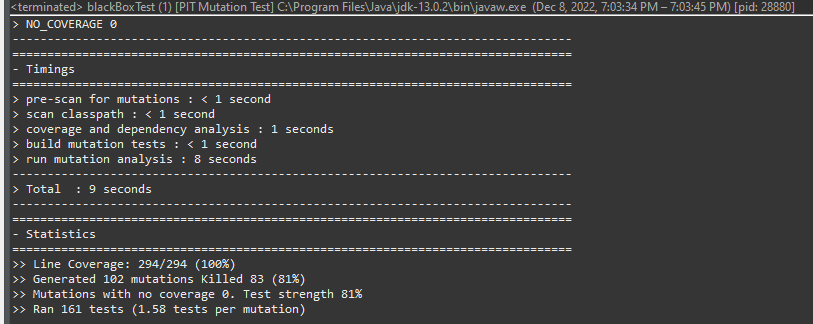 <terminated> blackBoxTest (1) [PIT Mutation Test] C:\Program Files\Java\jdk-13.0.2\bin\javaw.exe (Dec 8, 2022, 7:03:34 PM – 7:03:45 PM) [pid: 28880]
> NO_COVERAGE 0
--------------------------------------------------------------------------------
================================================================================
- Timings
================================================================================
> pre-scan for mutations : < 1 second
> scan classpath : < 1 second
> coverage and dependency analysis : 1 seconds
> build mutation tests : < 1 second
> run mutation analysis : 8 seconds
--------------------------------------------------------------------------------
> Total  : 9 seconds
--------------------------------------------------------------------------------
================================================================================
- Statistics
================================================================================
>> Line Coverage: 294/294 (100%)
>> Generated 102 mutations Killed 83 (81%)
>> Mutations with no coverage 0. Test strength 81%
>> Ran 161 tests (1.58 tests per mutation)